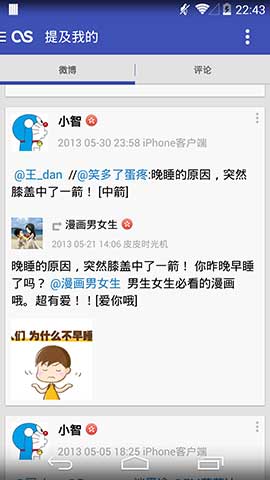 22:43
提及我的
微博
评论
小智
2013 05-30 23:58 iPhone客户端
@王_dan //@笑多了蛋疼:晚睡的原因，突然
膝盖中了一箭！[中箭]
漫画男女生
2013 05-21 14:06 皮皮时光机
晚睡的原因，突然膝盖中了一箭！ 你昨晚早睡
了吗？ @漫画男女生 男生女生必看的漫画
哦。超有爱！！[爱你哦]
们 为什么不早睡
小智
2013 05-05 18:25 iPhone客户端